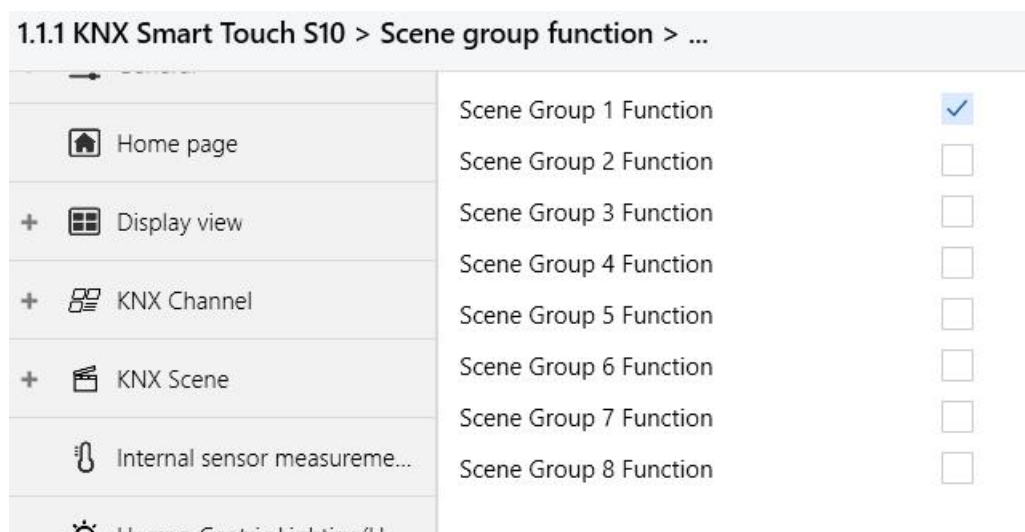 1.1.1 KNX Smart Touch S10 > Scene group function > ...
Home page
Display view
KNX Channel
KNX Scene
Internal sensor measureme...
Scene Group 1 Function
Scene Group 2 Function
Scene Group 3 Function
Scene Group 4 Function
Scene Group 5 Function
Scene Group 6 Function
Scene Group 7 Function
Scene Group 8 Function